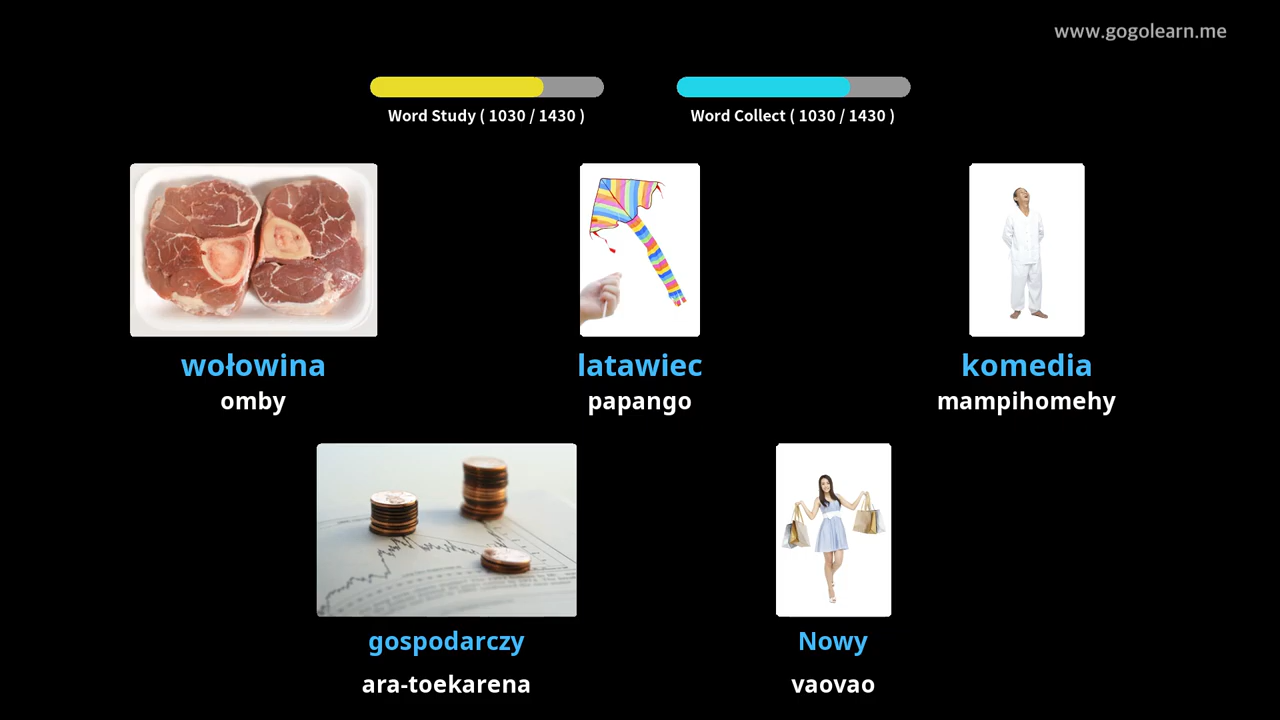 www.gogolearn.me
Word Study ( 1030 / 1430 )
Word Collect ( 1030 / 1430 )
wołowina
omby
latawiec
papango
komedia
mampihomehy
gospodarczy
ara-toekarena
Nowy
vaovao